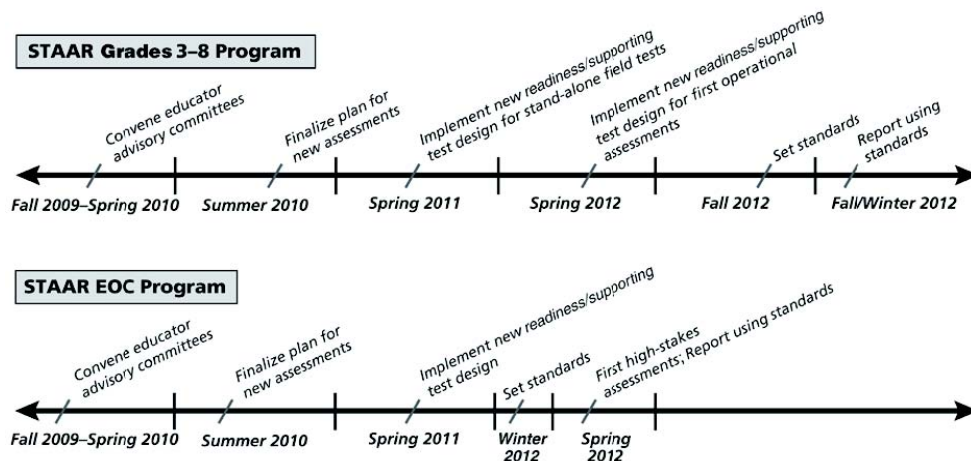 STAAR Grades 3–8 Program
Convene educator
advisory committees
Finalize plan for
new assessments
Implement new readiness/supporting
test design for stand-alone field tests
Implement new readiness/supporting
test design for first operational
assessments
Set standards
Report using
standards
Fall 2009–Spring 2010
Summer 2010
Spring 2011
Spring 2012
Fall 2012
Fall/Winter 2012
STAAR EOC Program
Convene educator
advisory committees
Finalize plan for
new assessments
Implement new readiness/supporting
test design
Set standards
First high-stakes
assessments; Report using standards
Fall 2009–Spring 2010
Summer 2010
Spring 2011
Winter
2012
Spring
2012